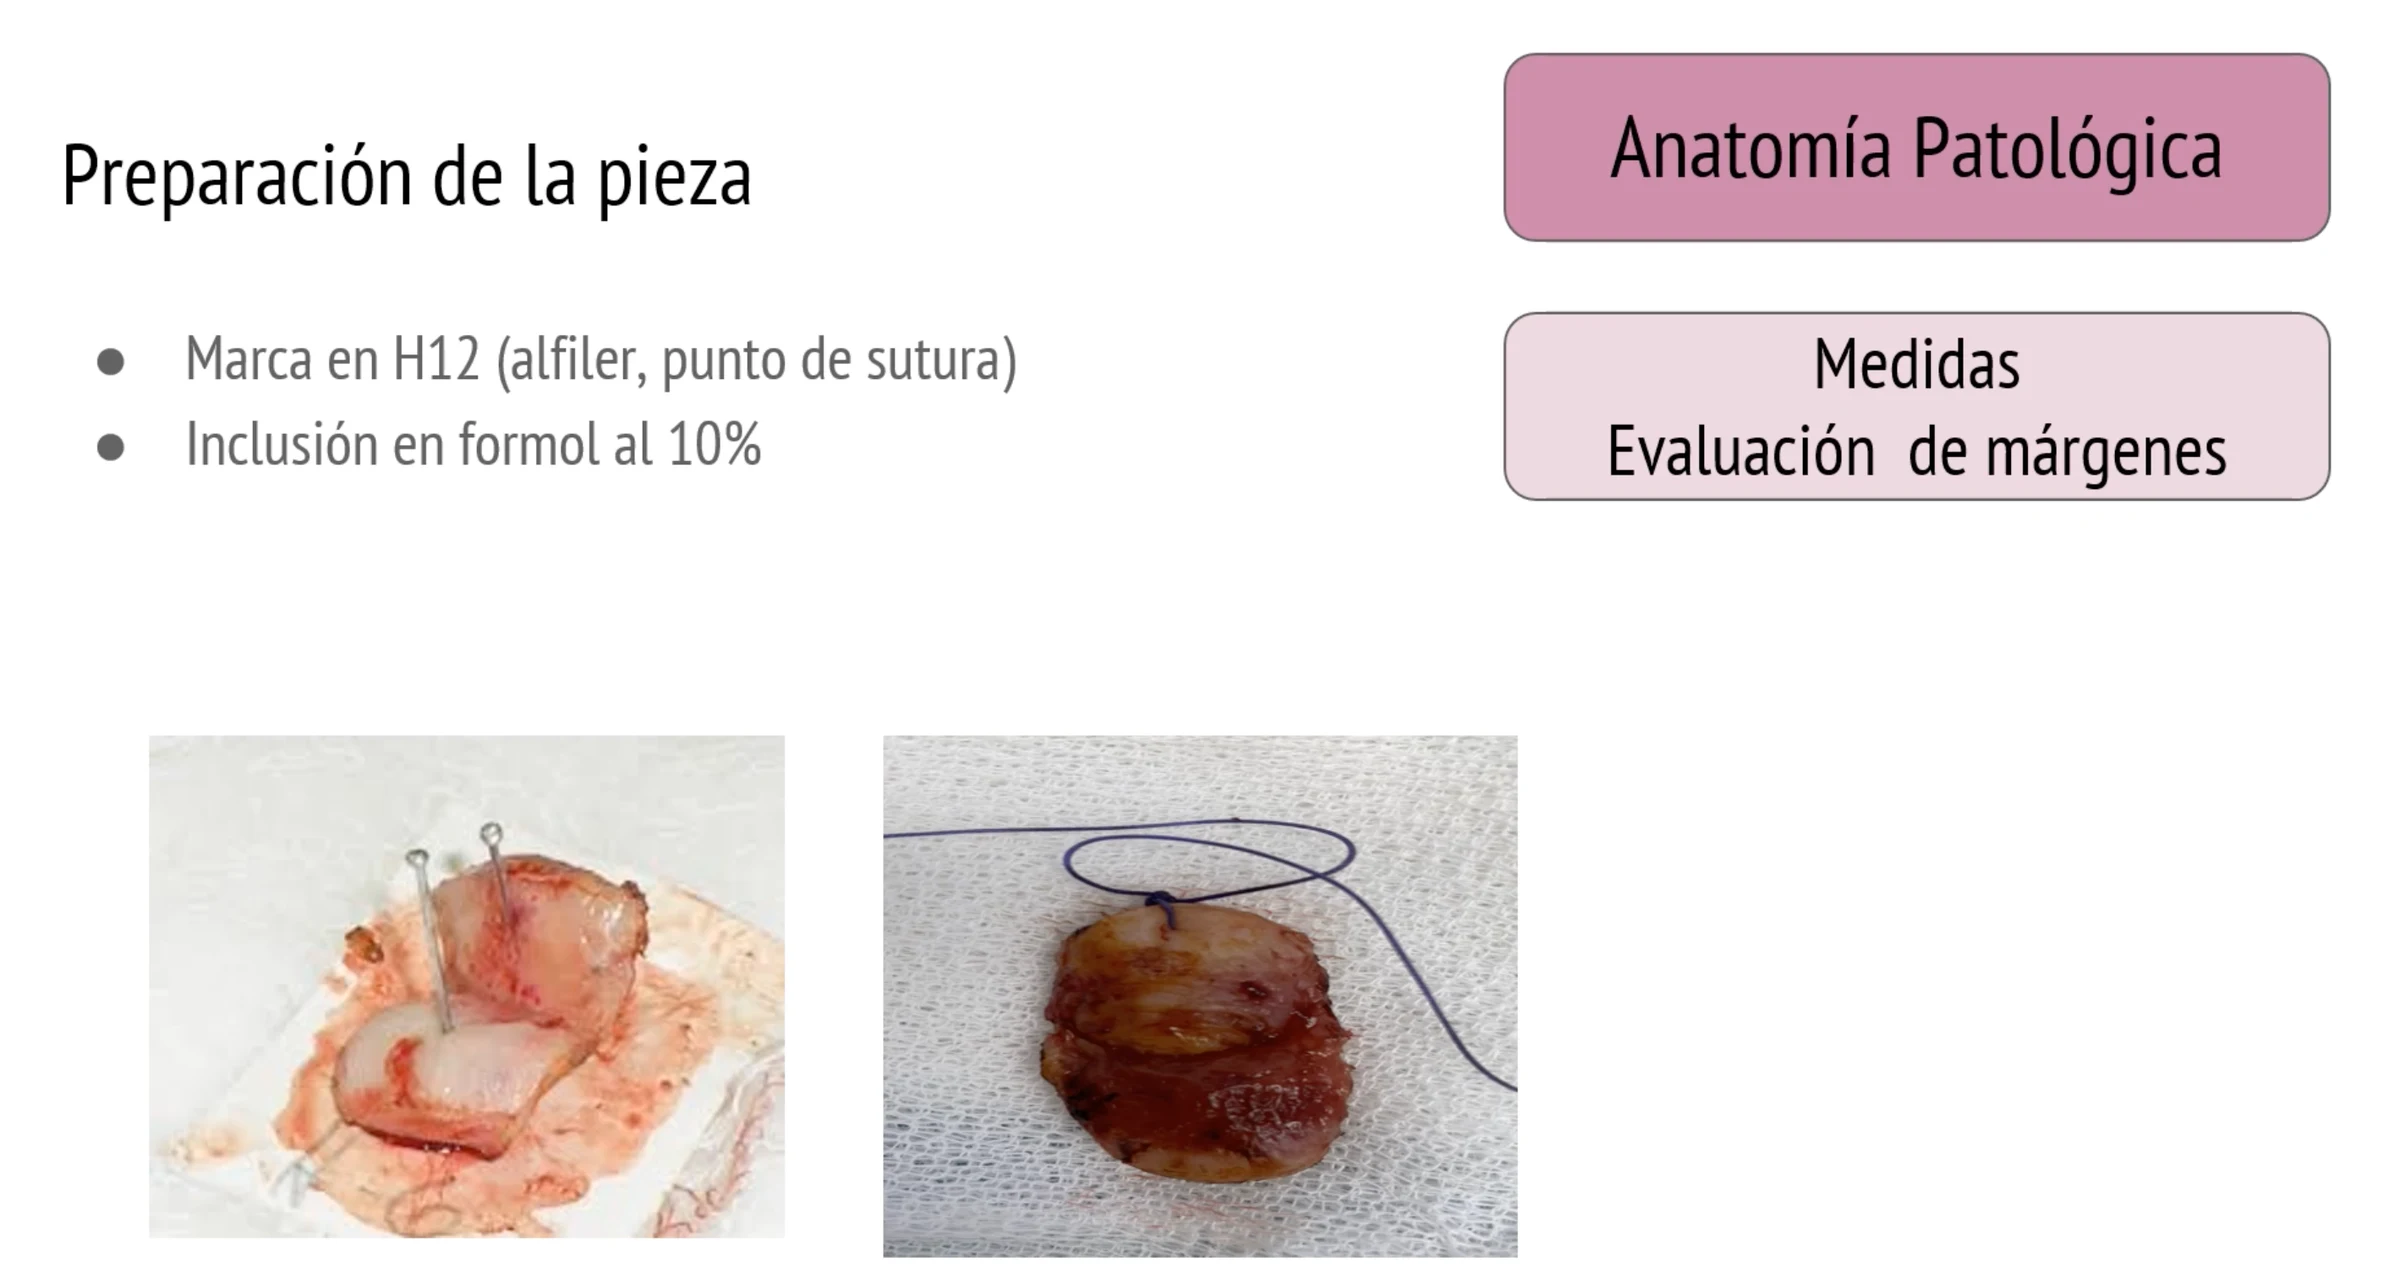 Preparación de la pieza
● Marca en H12 (alfiler, punto de sutura)
● Inclusión en formol al 10%
Anatomía Patológica
Medidas
Evaluación de márgenes